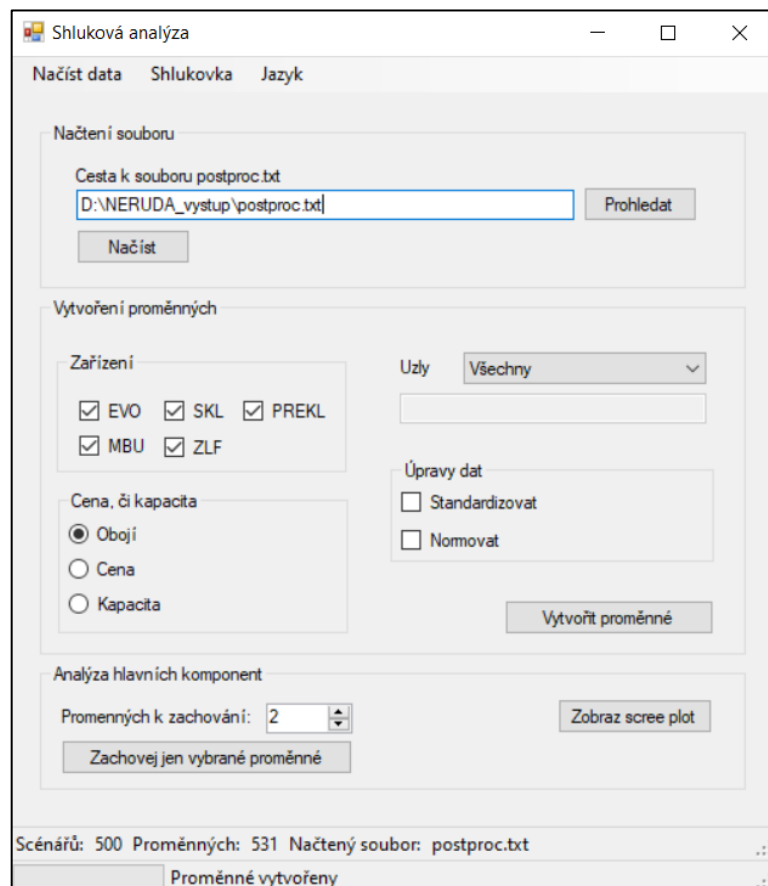 Shluková analýza
Načíst data Shlukovka Jazyk
Načtení souboru
Cesta k souboru postproc.txt
D:\NERUDA_vystup\postproc.txt
Prohledat
Načíst
Vytvoření proměnných
Zařízení
EVO SKL PREKL
MBU ZLF
Uzly Všechny
Cena, či kapacita
Obojí
Cena
Kapacita
Úpravy dat
Standardizovat
Normovat
Vytvořit proměnné
Analýza hlavních komponent
Promenných k zachování: 2
Zobraz scree plot
Zachovej jen vybrané proměnné
Scénářů: 500 Proměnných: 531 Načtený soubor: postproc.txt
Proměnné vytvořeny